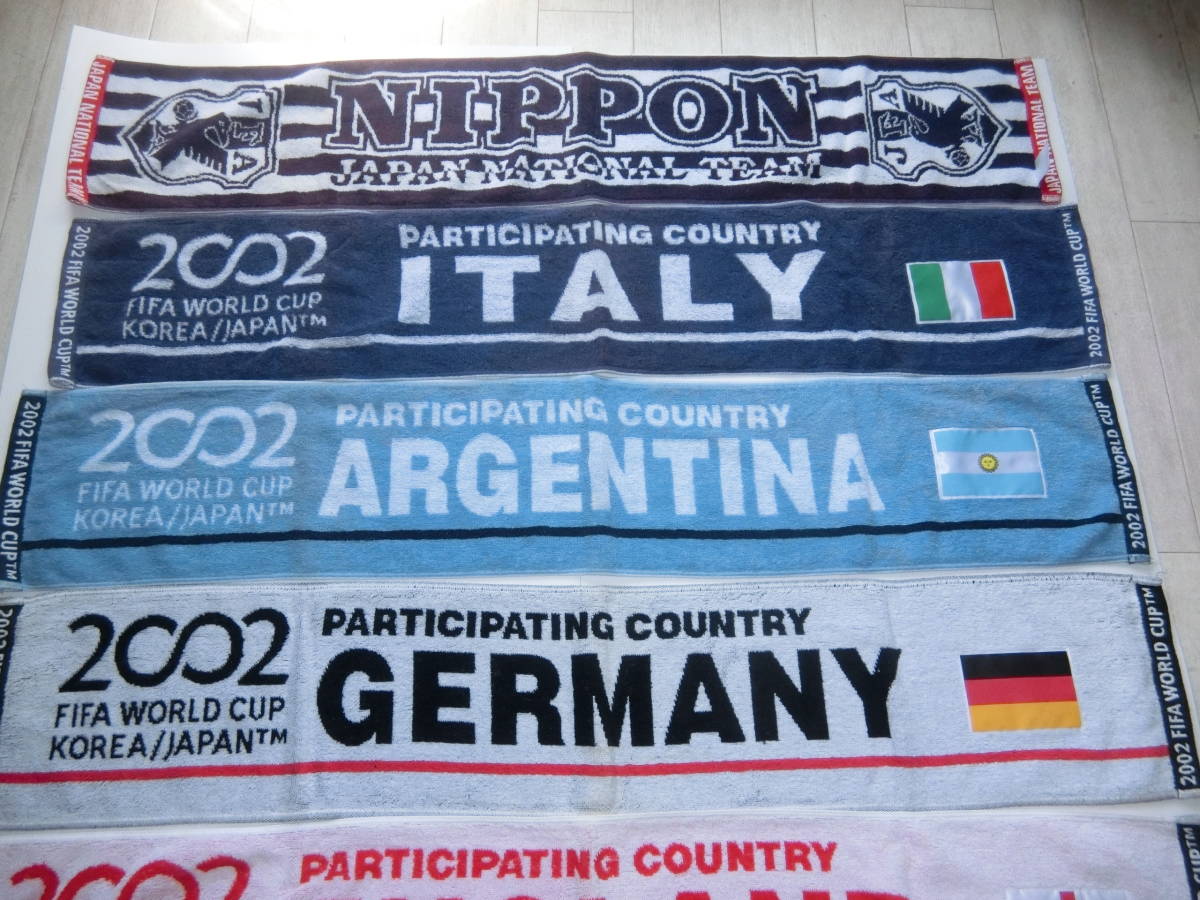 JAPAN NATIONAL TEAM
NIPPON
JAPAN NATIONAL TEAM
JFA
JAPAN NATIONAL TEAM
2002 FIFA WORLD CUP™
2002
FIFA WORLD CUP
KOREA/JAPAN™
PARTICIPATING COUNTRY
ITALY
2002 FIFA WORLD CUP™
2002 FIFA WORLD CUP™
2002
FIFA WORLD CUP
KOREA/JAPAN™
PARTICIPATING COUNTRY
ARGENTINA
2002 FIFA WORLD CUP™
2002
FIFA WORLD CUP
KOREA/JAPAN™
PARTICIPATING COUNTRY
GERMANY
2002 FIFA WORLD CUP™
2002
PARTICIPATING COUNTRY
CUP™